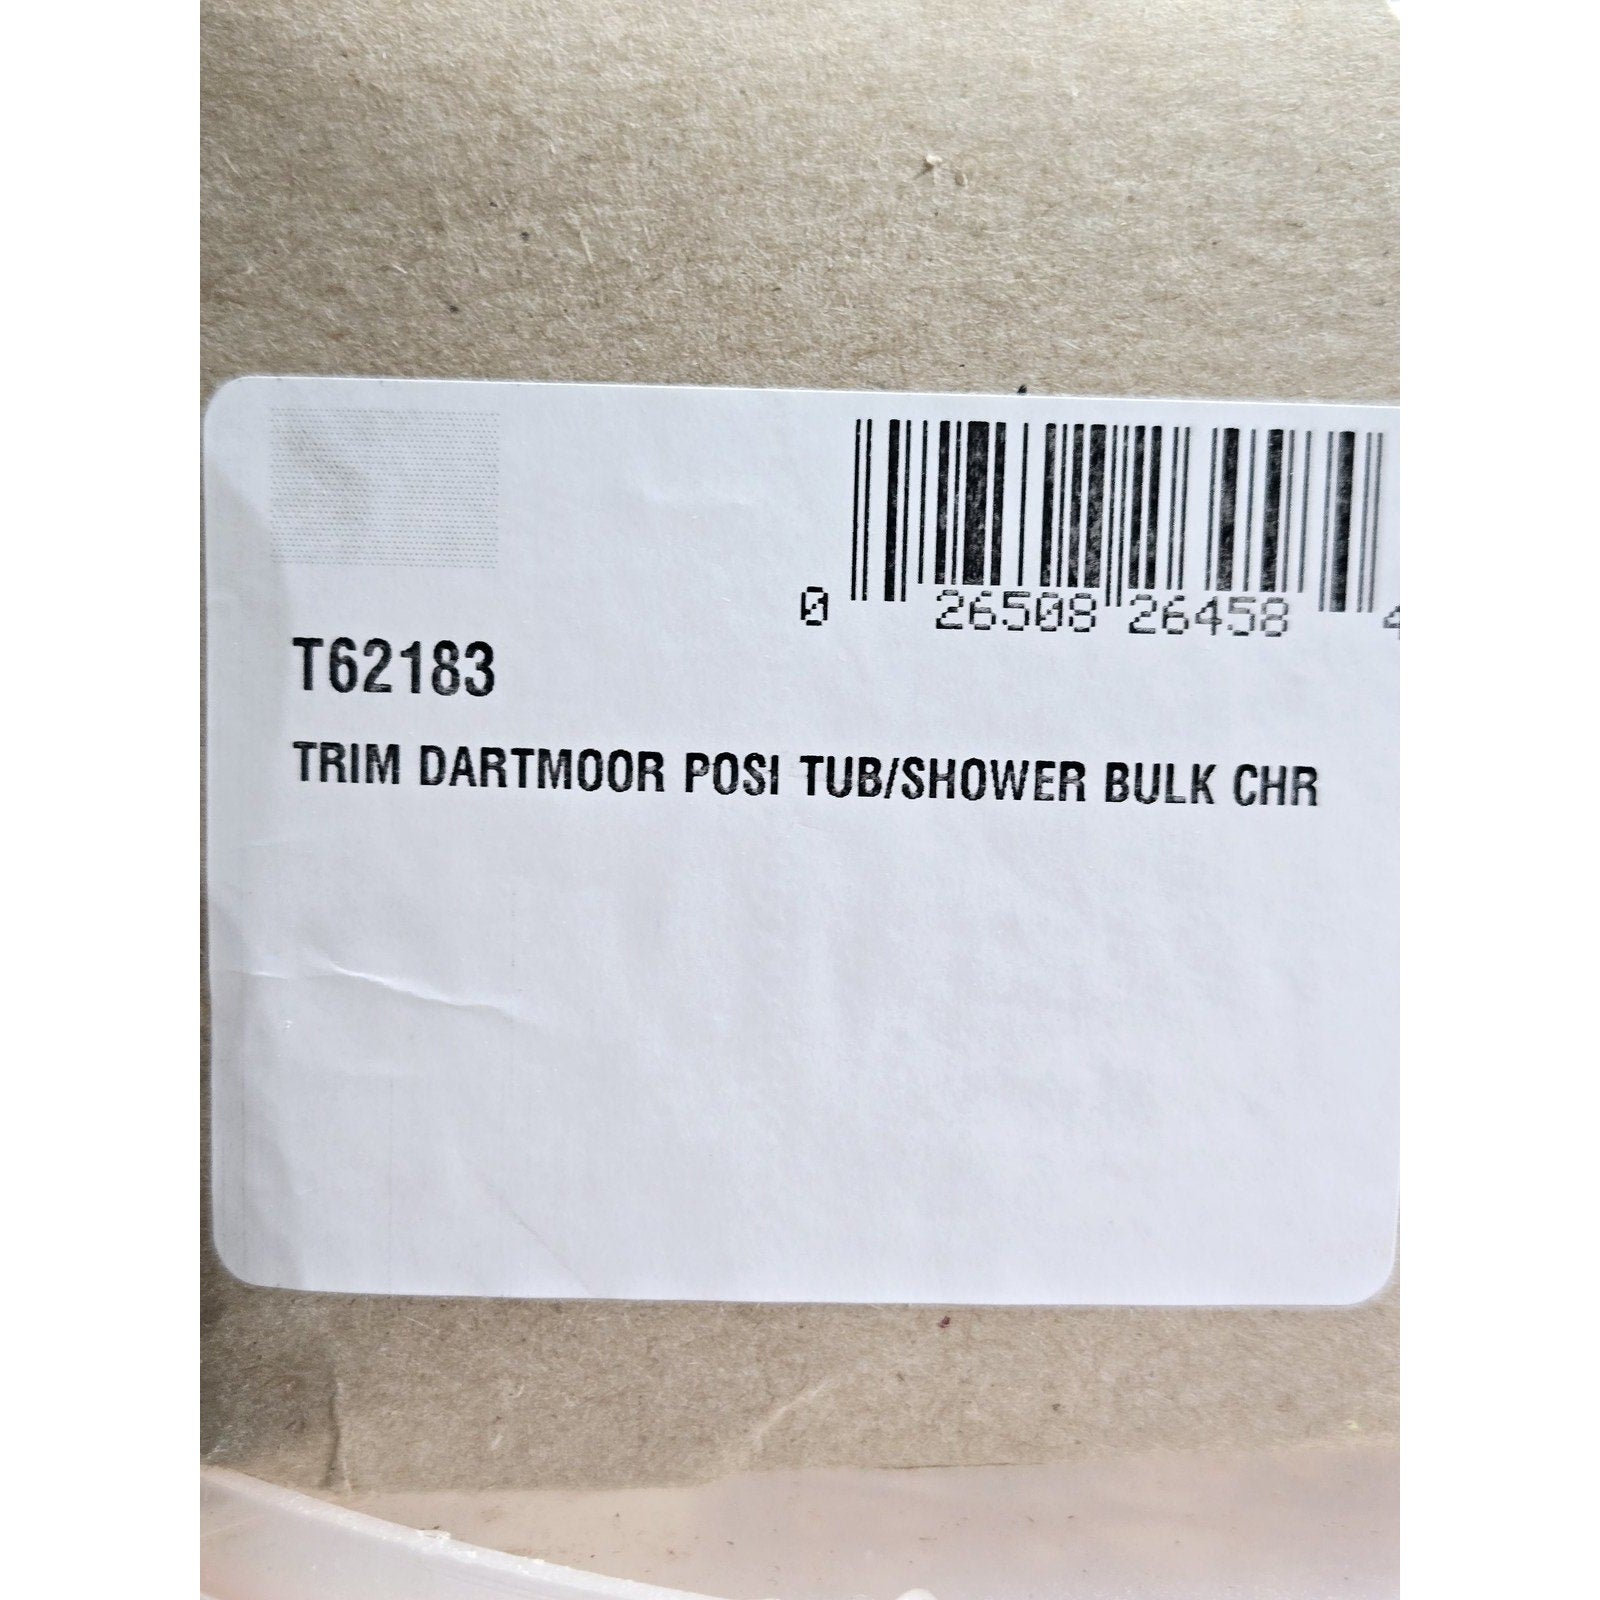 0 26508 26458 4
T62183
TRIM DARTMOOR POSI TUB/SHOWER BULK CHR